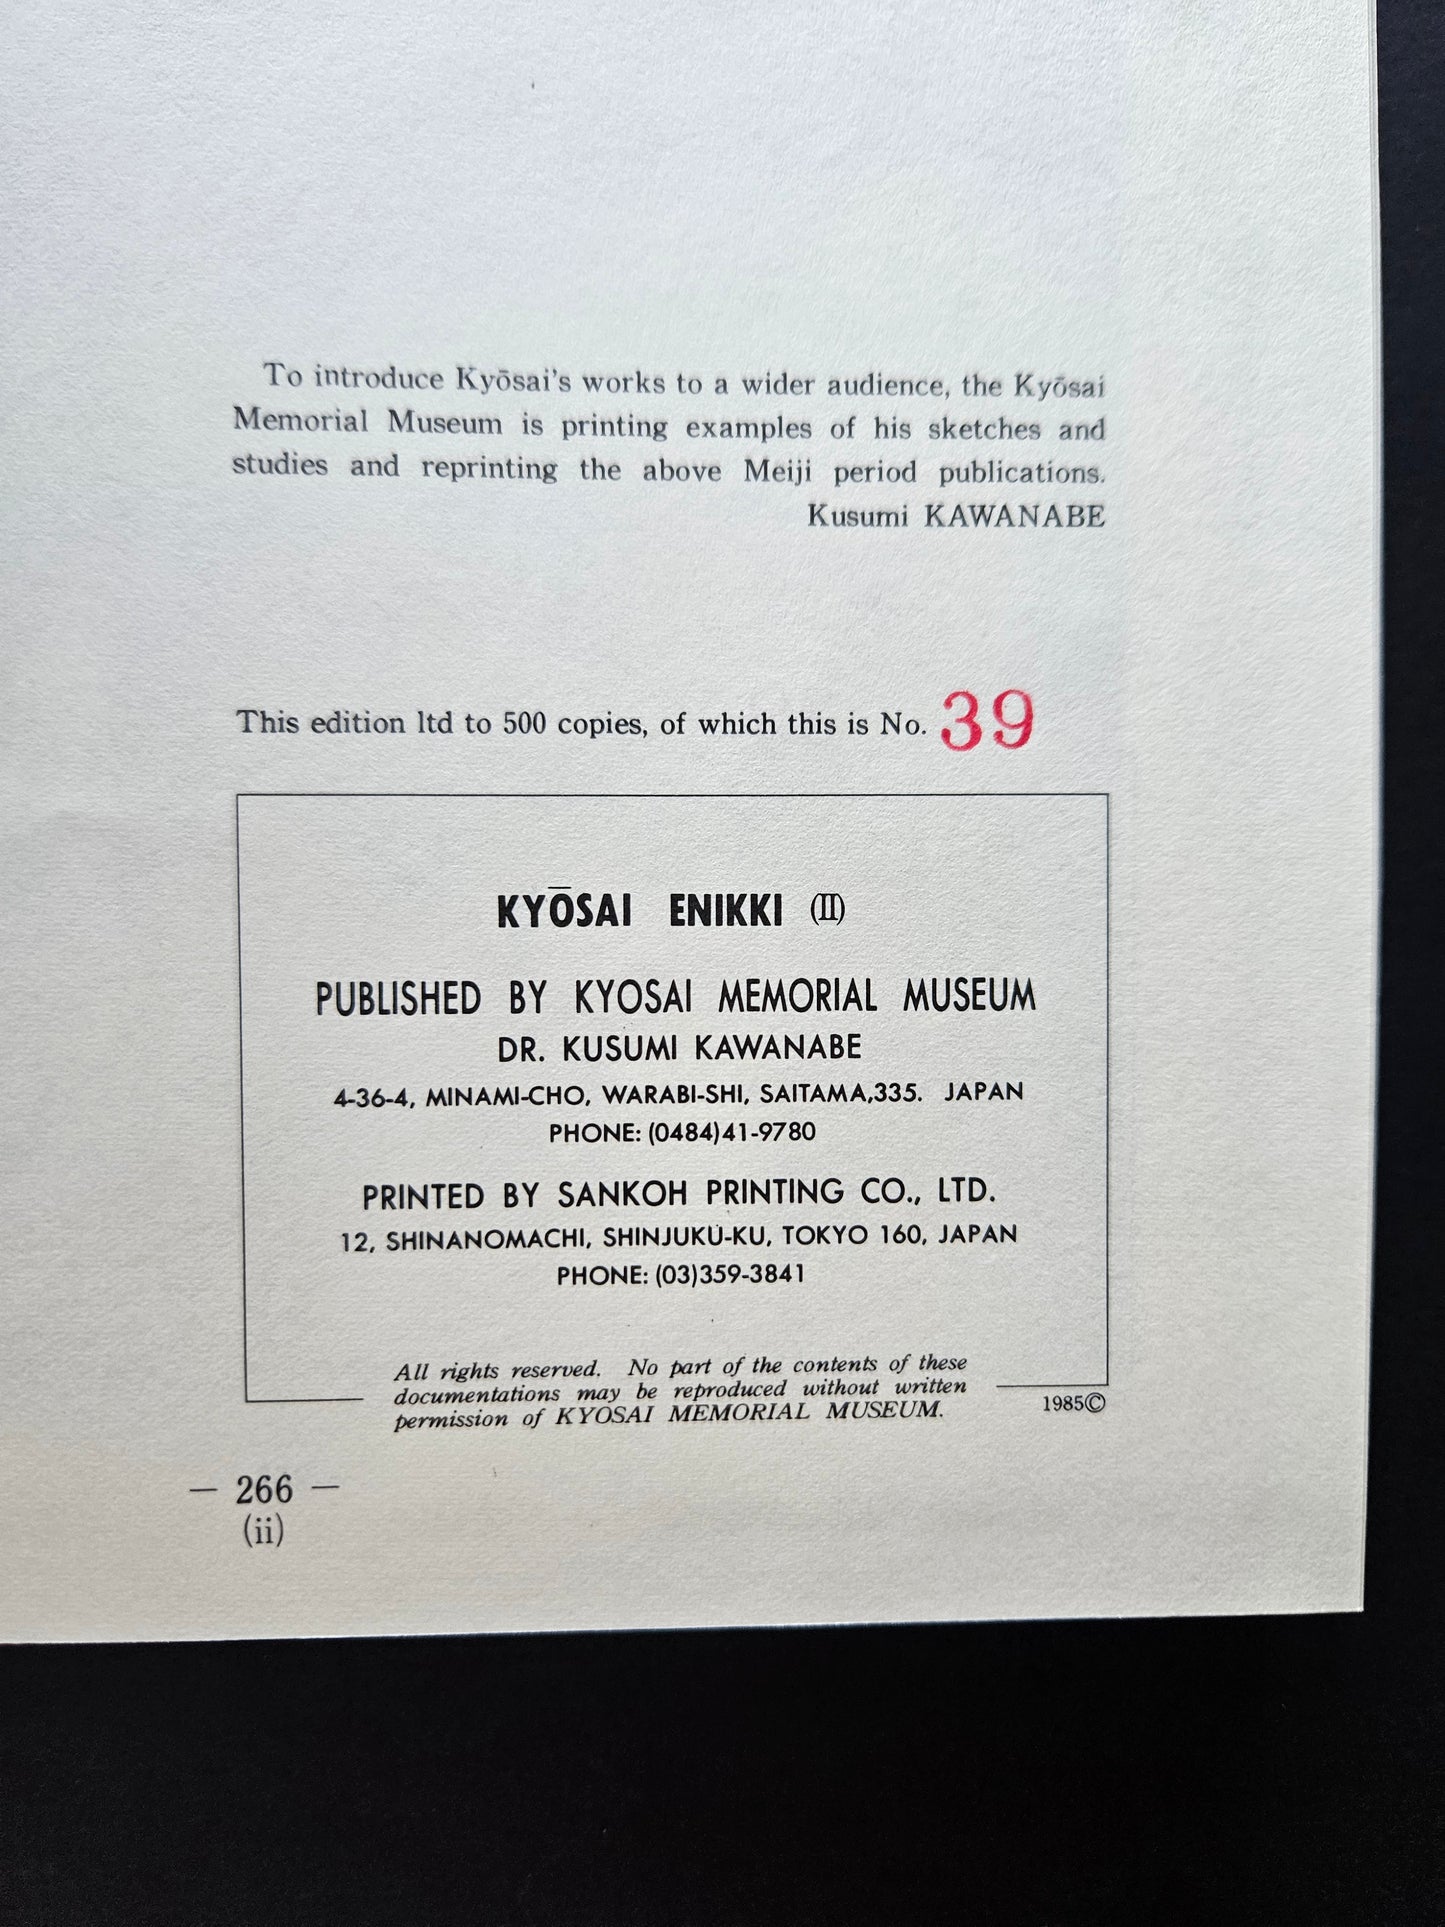 To introduce Kyōsai's works to a wider audience, the Kyōsai
Memorial Museum is printing examples of his sketches and
studies and reprinting the above Meiji period publications.
Kusumi KAWANABE
This edition ltd to 500 copies, of which this is No. 39
KYŌSAI ENIKKI (II)
PUBLISHED BY KYOSAI MEMORIAL MUSEUM
DR. KUSUMI KAWANABE
4-36-4, MINAMI-CHO, WARABI-SHI, SAITAMA,335. JAPAN
PHONE: (0484)41-9780
PRINTED BY SANKOH PRINTING CO., LTD.
12, SHINANOMACHI, SHINJUKU-KU, TOKYO 160, JAPAN
PHONE: (03)359-3841
All rights reserved. No part of the contents of these
documentations may be reproduced without written
permission of KYOSAI MEMORIAL MUSEUM.
1985©
— 266 —
(ii)